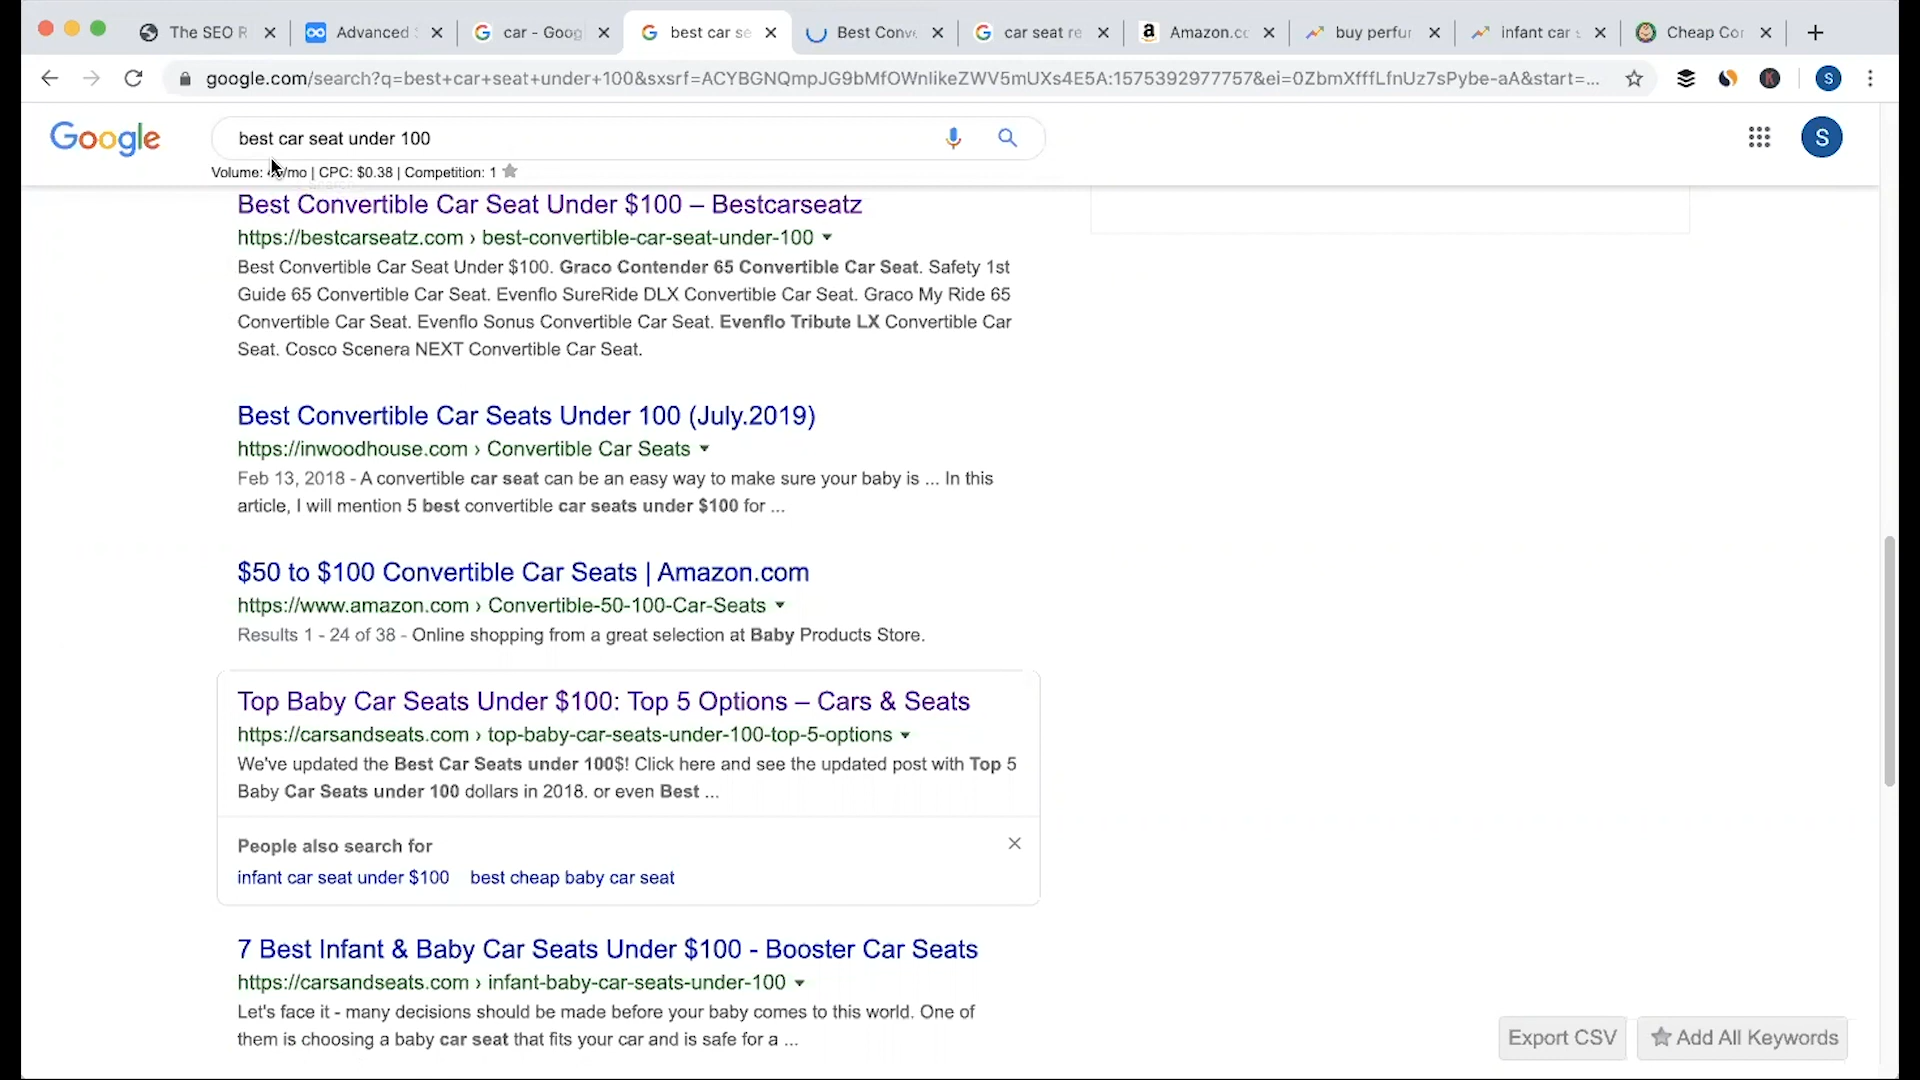 The SEO R
Advanced
car - Goog
best car se
Best Conv
car seat re
Amazon.co
buy perfur
infant car s
Cheap Cor
google.com/search?q=best+car+seat+under+100&sxsrf=ACYBGNQmpJG9bMfOWnlikeZWV5mUXs4E5A:1575392977757&ei=0ZbmXfffLfnUz7sPybe-aA&start=...
S
Google
best car seat under 100
S
Volume: /mo | CPC: $0.38 | Competition: 1
Best Convertible Car Seat Under $100 – Bestcarseatz
https://bestcarseatz.com › best-convertible-car-seat-under-100
Best Convertible Car Seat Under $100. Graco Contender 65 Convertible Car Seat. Safety 1st
Guide 65 Convertible Car Seat. Evenflo SureRide DLX Convertible Car Seat. Graco My Ride 65
Convertible Car Seat. Evenflo Sonus Convertible Car Seat. Evenflo Tribute LX Convertible Car
Seat. Cosco Scenera NEXT Convertible Car Seat.
Best Convertible Car Seats Under 100 (July.2019)
https://inwoodhouse.com › Convertible Car Seats
Feb 13, 2018 - A convertible car seat can be an easy way to make sure your baby is ... In this
article, I will mention 5 best convertible car seats under $100 for ...
$50 to $100 Convertible Car Seats | Amazon.com
https://www.amazon.com › Convertible-50-100-Car-Seats
Results 1 - 24 of 38 - Online shopping from a great selection at Baby Products Store.
Top Baby Car Seats Under $100: Top 5 Options – Cars & Seats
https://carsandseats.com › top-baby-car-seats-under-100-top-5-options
We've updated the Best Car Seats under 100$! Click here and see the updated post with Top 5
Baby Car Seats under 100 dollars in 2018. or even Best ...
People also search for
infant car seat under $100 best cheap baby car seat
7 Best Infant & Baby Car Seats Under $100 - Booster Car Seats
https://carsandseats.com › infant-baby-car-seats-under-100
Let's face it - many decisions should be made before your baby comes to this world. One of
them is choosing a baby car seat that fits your car and is safe for a ...
Export CSV
Add All Keywords